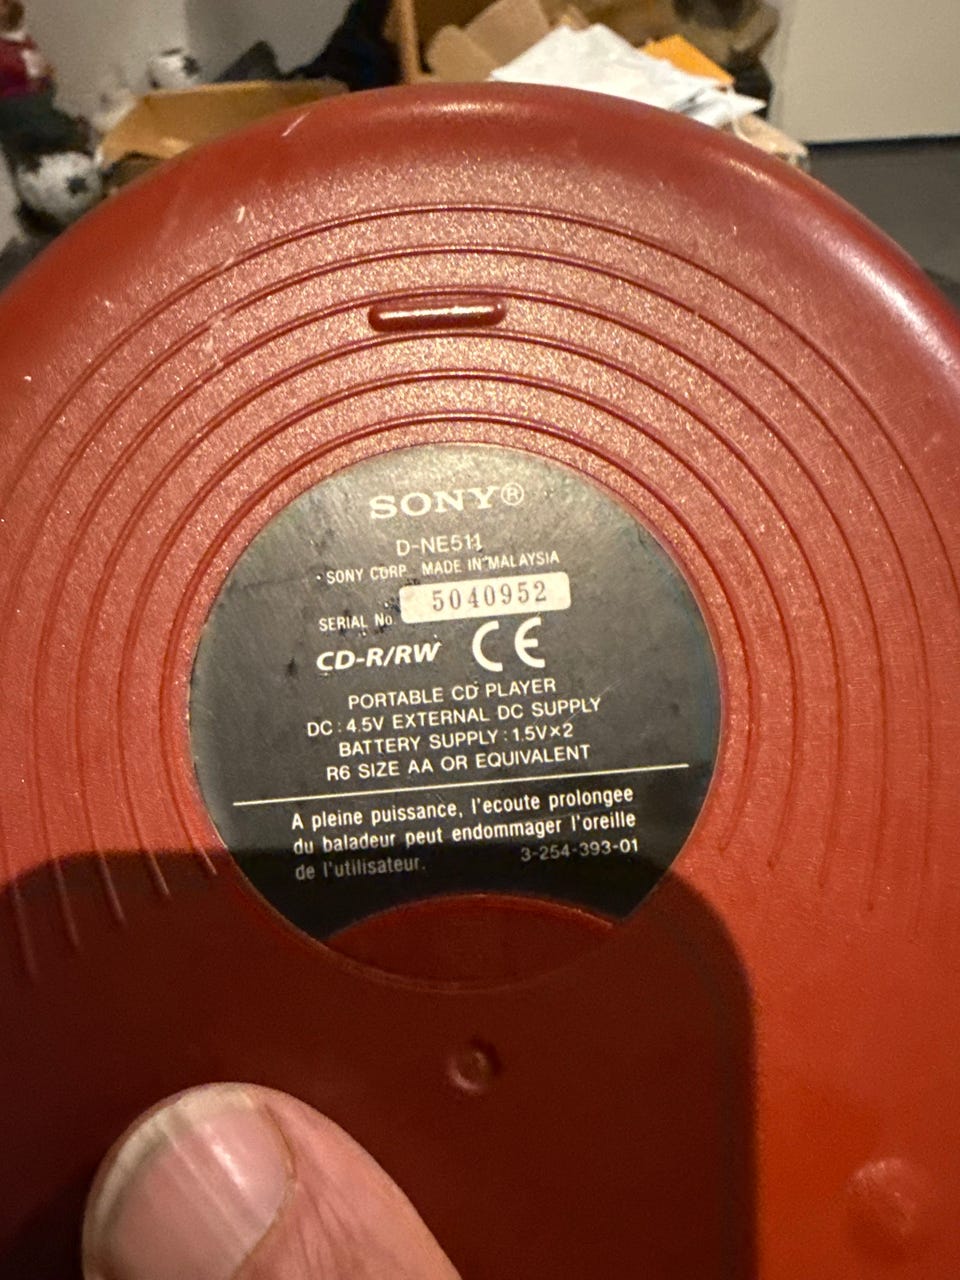 SONY®
D-NE511
SONY CORP. MADE IN MALAYSIA
SERIAL No. 5040952
CD-R/RW CE
PORTABLE CD PLAYER
DC : 4.5V EXTERNAL DC SUPPLY
BATTERY SUPPLY : 1.5V×2
R6 SIZE AA OR EQUIVALENT
A pleine puissance, l'ecoute prolongee
du baladeur peut endommager l'oreille
de l'utilisateur. 3-254-393-01